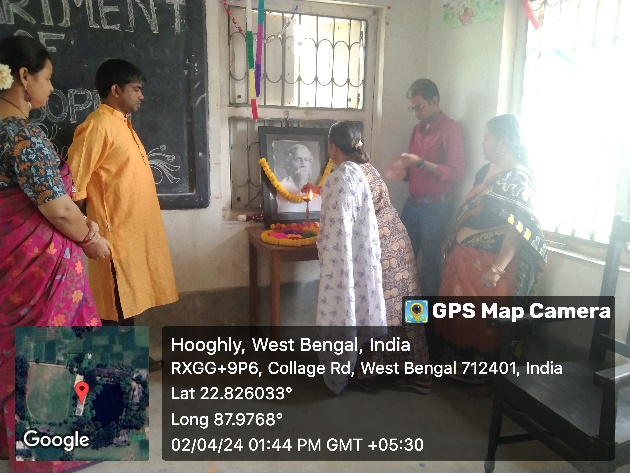 ARTMENT
OF
GPS Map Camera
Hooghly, West Bengal, India
RXGG+9P6, Collage Rd, West Bengal 712401, India
Lat 22.826033°
Long 87.9768°
02/04/24 01:44 PM GMT +05:30
Google